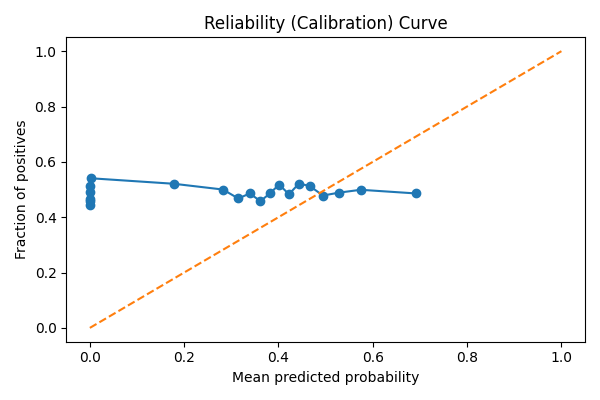 Reliability (Calibration) Curve
Fraction of positives
1.0
0.8
0.6
0.4
0.2
0.0
0.0 0.2 0.4 0.6 0.8 1.0
Mean predicted probability